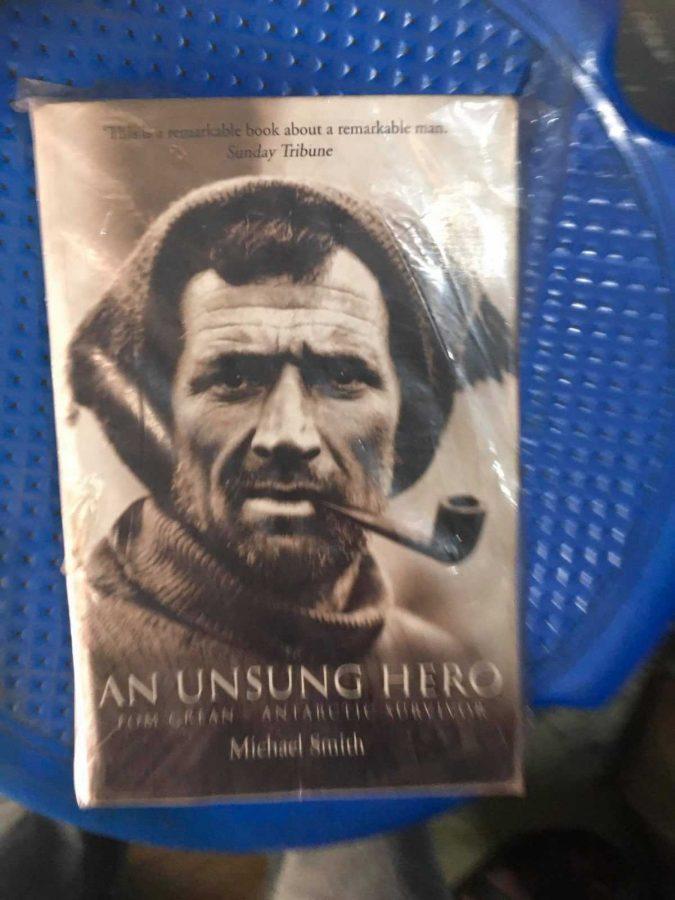 'This is a remarkable book about a remarkable man.
Sunday Tribune
AN UNSUNG HERO
TOM CREAN - ANTARCTIC SURVIVOR
Michael Smith